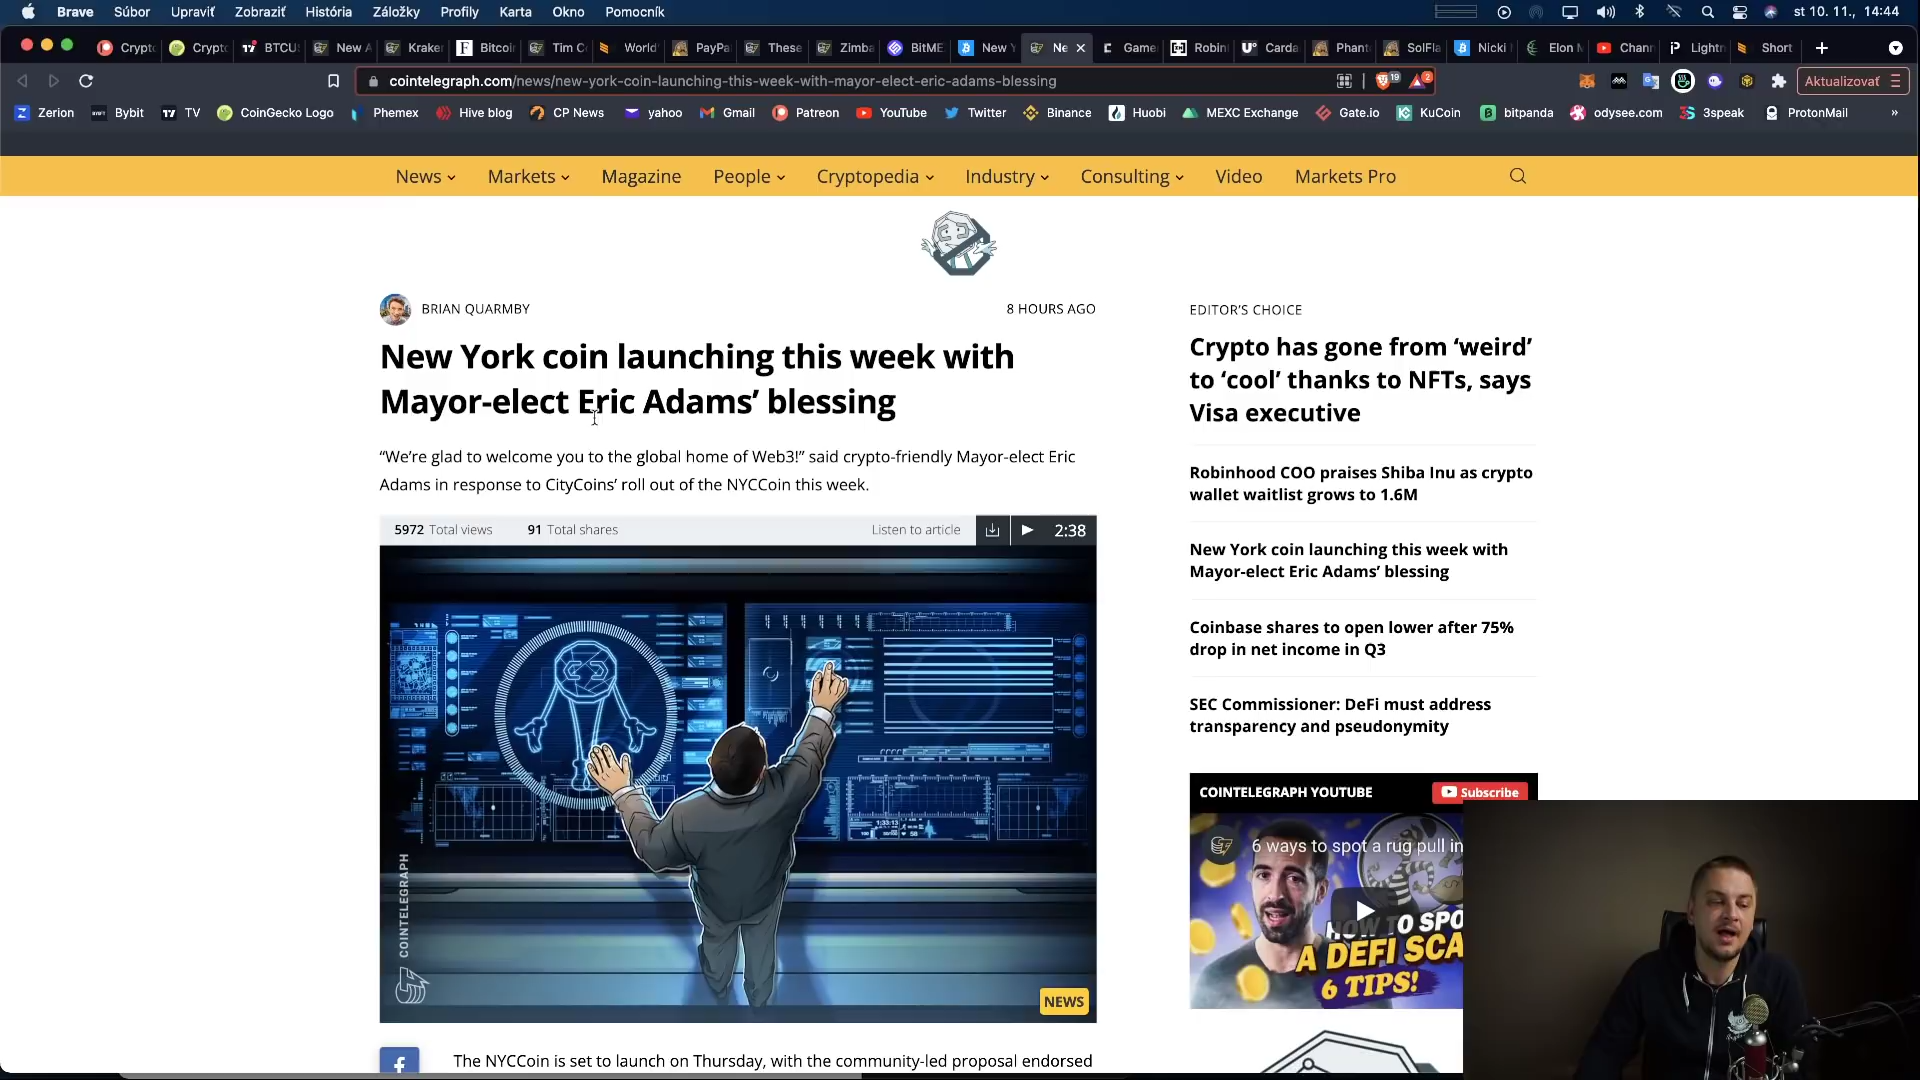 Brave Súbor Upraviť Zobraziť História Záložky Profily Karta Okno Pomocník st 10. 11., 14:44
Crypto Crypto BTCU New A Kraken Bitcoi Tim C World PayPa These Zimba BitME New Y Ne Game Robin Carda Phant SolFla Nicki Elon M Chann Lightn Short
cointelegraph.com/news/new-york-coin-launching-this-week-with-mayor-elect-eric-adams-blessing 19 2 Aktualizovať
Zerion Bybit TV CoinGecko Logo Phemex Hive blog CP News yahoo Gmail Patreon YouTube Twitter Binance Huobi MEXC Exchange Gate.io KuCoin bitpanda odysee.com 3speak ProtonMail »
News Markets Magazine People Cryptopedia Industry Consulting Video Markets Pro
BRIAN QUARMBY 8 HOURS AGO
New York coin launching this week with
Mayor-elect Eric Adams’ blessing
“We’re glad to welcome you to the global home of Web3!” said crypto-friendly Mayor-elect Eric
Adams in response to CityCoins’ roll out of the NYCCoin this week.
5972 Total views 91 Total shares Listen to article 2:38
COINTELEGRAPH
NEWS
The NYCCoin is set to launch on Thursday, with the community-led proposal endorsed
EDITOR’S CHOICE
Crypto has gone from ‘weird’
to ‘cool’ thanks to NFTs, says
Visa executive
Robinhood COO praises Shiba Inu as crypto
wallet waitlist grows to 1.6M
New York coin launching this week with
Mayor-elect Eric Adams’ blessing
Coinbase shares to open lower after 75%
drop in net income in Q3
SEC Commissioner: DeFi must address
transparency and pseudonymity
COINTELEGRAPH YOUTUBE Subscribe
6 ways to spot a rug pull in
HOW TO SPO
A DEFI SCA
6 TIPS!